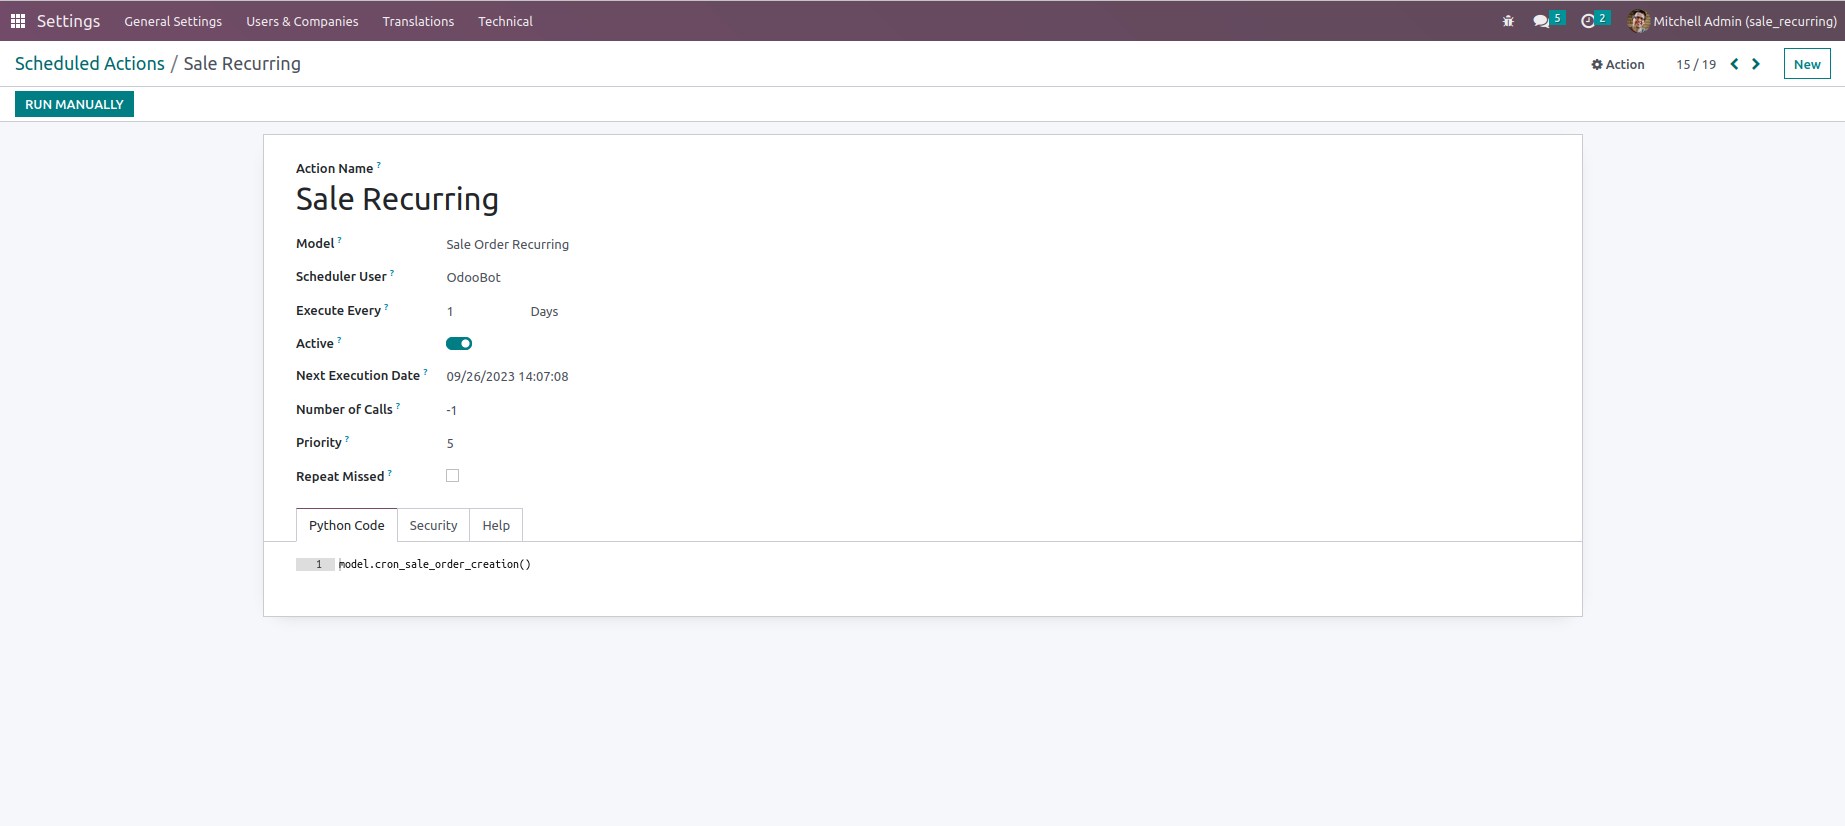 Settings General Settings Users & Companies Translations Technical 5 2 Mitchell Admin (sale_recurring)
Scheduled Actions / Sale Recurring Action 15 / 19 New
RUN MANUALLY
Action Name ?
Sale Recurring
Model ? Sale Order Recurring
Scheduler User ? OdooBot
Execute Every ? 1 Days
Active ?
Next Execution Date ? 09/26/2023 14:07:08
Number of Calls ? -1
Priority ? 5
Repeat Missed ?
Python Code Security Help
1 model.cron_sale_order_creation()